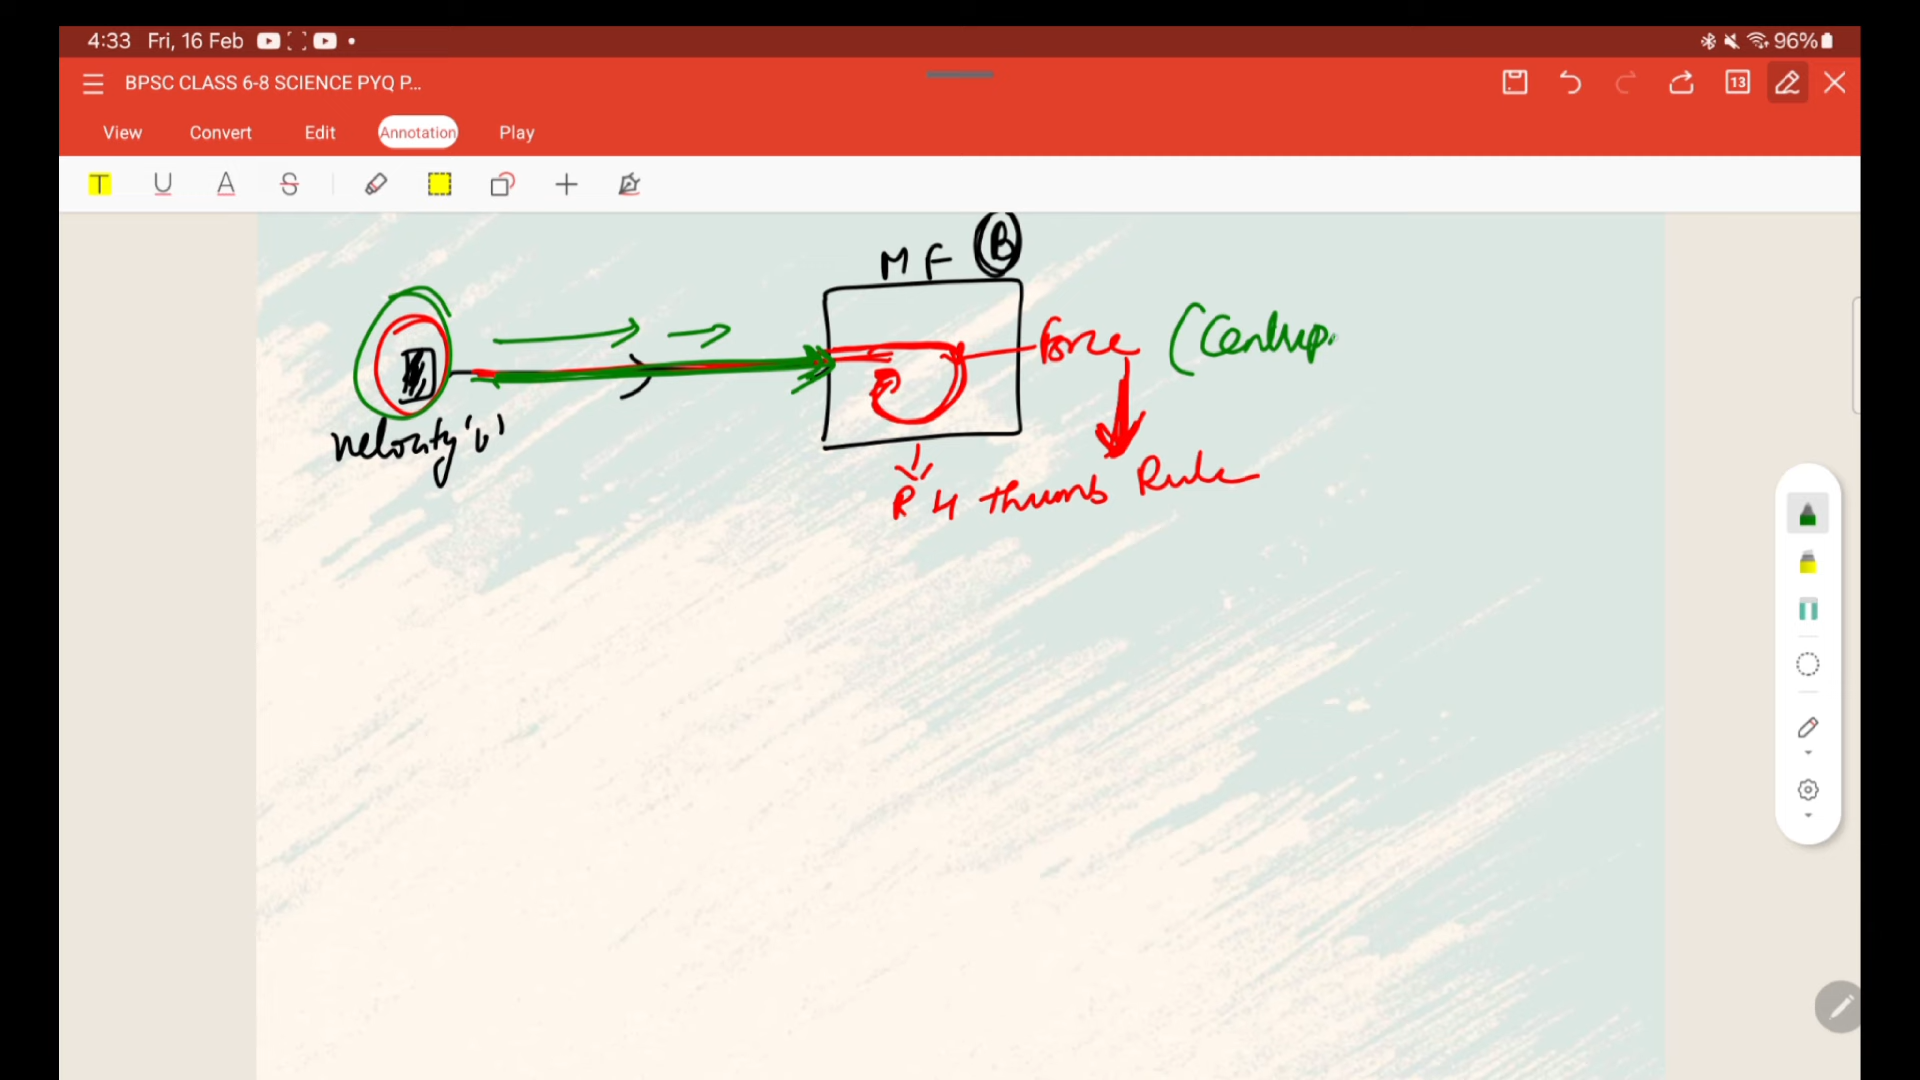 4:33 Fri, 16 Feb 96%
BPSC CLASS 6-8 SCIENCE PYQ P... 13
View Convert Edit Annotation Play
T U A S
MF B
Force (Centrip.
velocity 'v'
R H thumb Rule